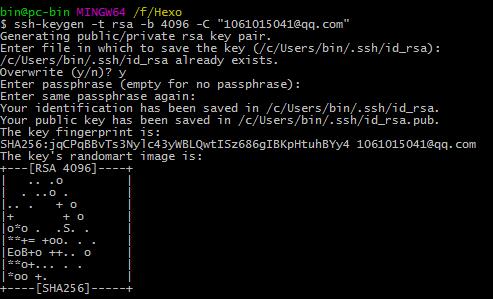 bin@pc-bin MINGW64 /f/Hexo
$ ssh-keygen -t rsa -b 4096 -C "1061015041@qq.com"
Generating public/private rsa key pair.
Enter file in which to save the key (/c/Users/bin/.ssh/id_rsa):
/c/Users/bin/.ssh/id_rsa already exists.
Overwrite (y/n)? y
Enter passphrase (empty for no passphrase):
Enter same passphrase again:
Your identification has been saved in /c/Users/bin/.ssh/id_rsa.
Your public key has been saved in /c/Users/bin/.ssh/id_rsa.pub.
The key fingerprint is:
SHA256:jqCPqBBvTs3Nylc43yWBLQwtISz686gIBKpHtuhBYy4 1061015041@qq.com
The key's randomart image is:
+---[RSA 4096]----+
|   .. .o         |
|  . ..o .        |
|.. .   + o       |
|+       + o      |
|o*o .  .S. .     |
|**+= +oo. . .    |
|EoB+o ++.. o     |
|**o+... . .      |
|*oo +.           |
+----[SHA256]-----+